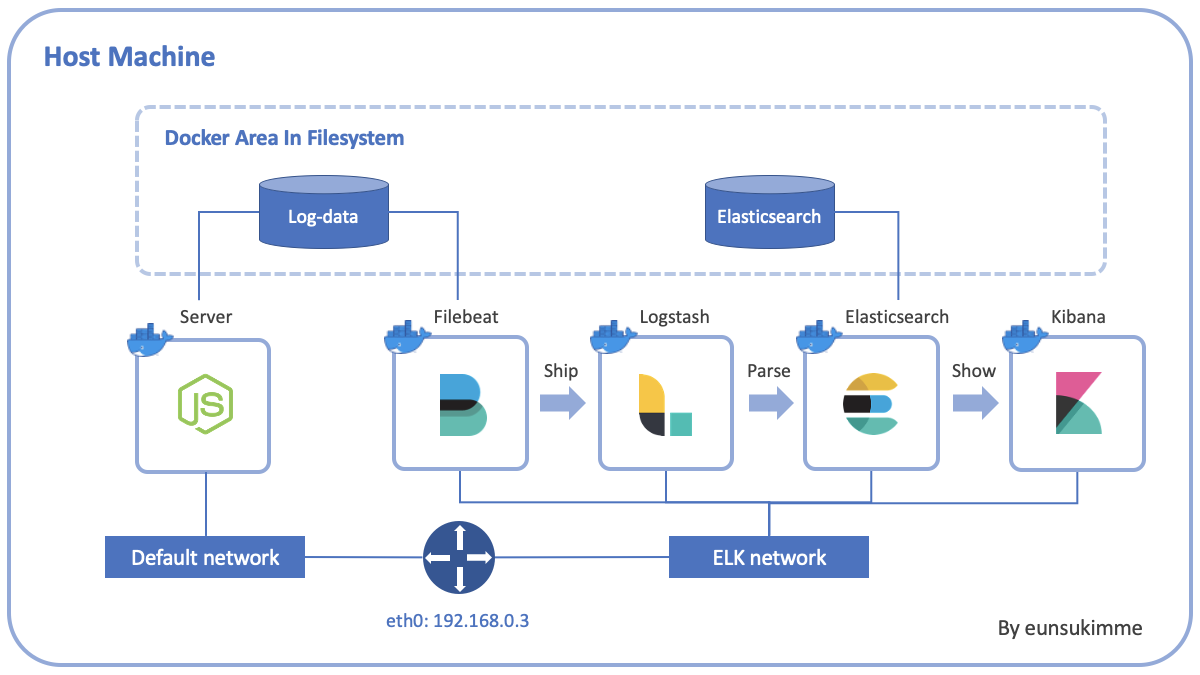 Host Machine
Docker Area In Filesystem
Log-data
Elasticsearch
Server
Filebeat
Logstash
Elasticsearch
Kibana
Ship
Parse
Show
JS
Default network
ELK network
eth0: 192.168.0.3
By eunsukimme